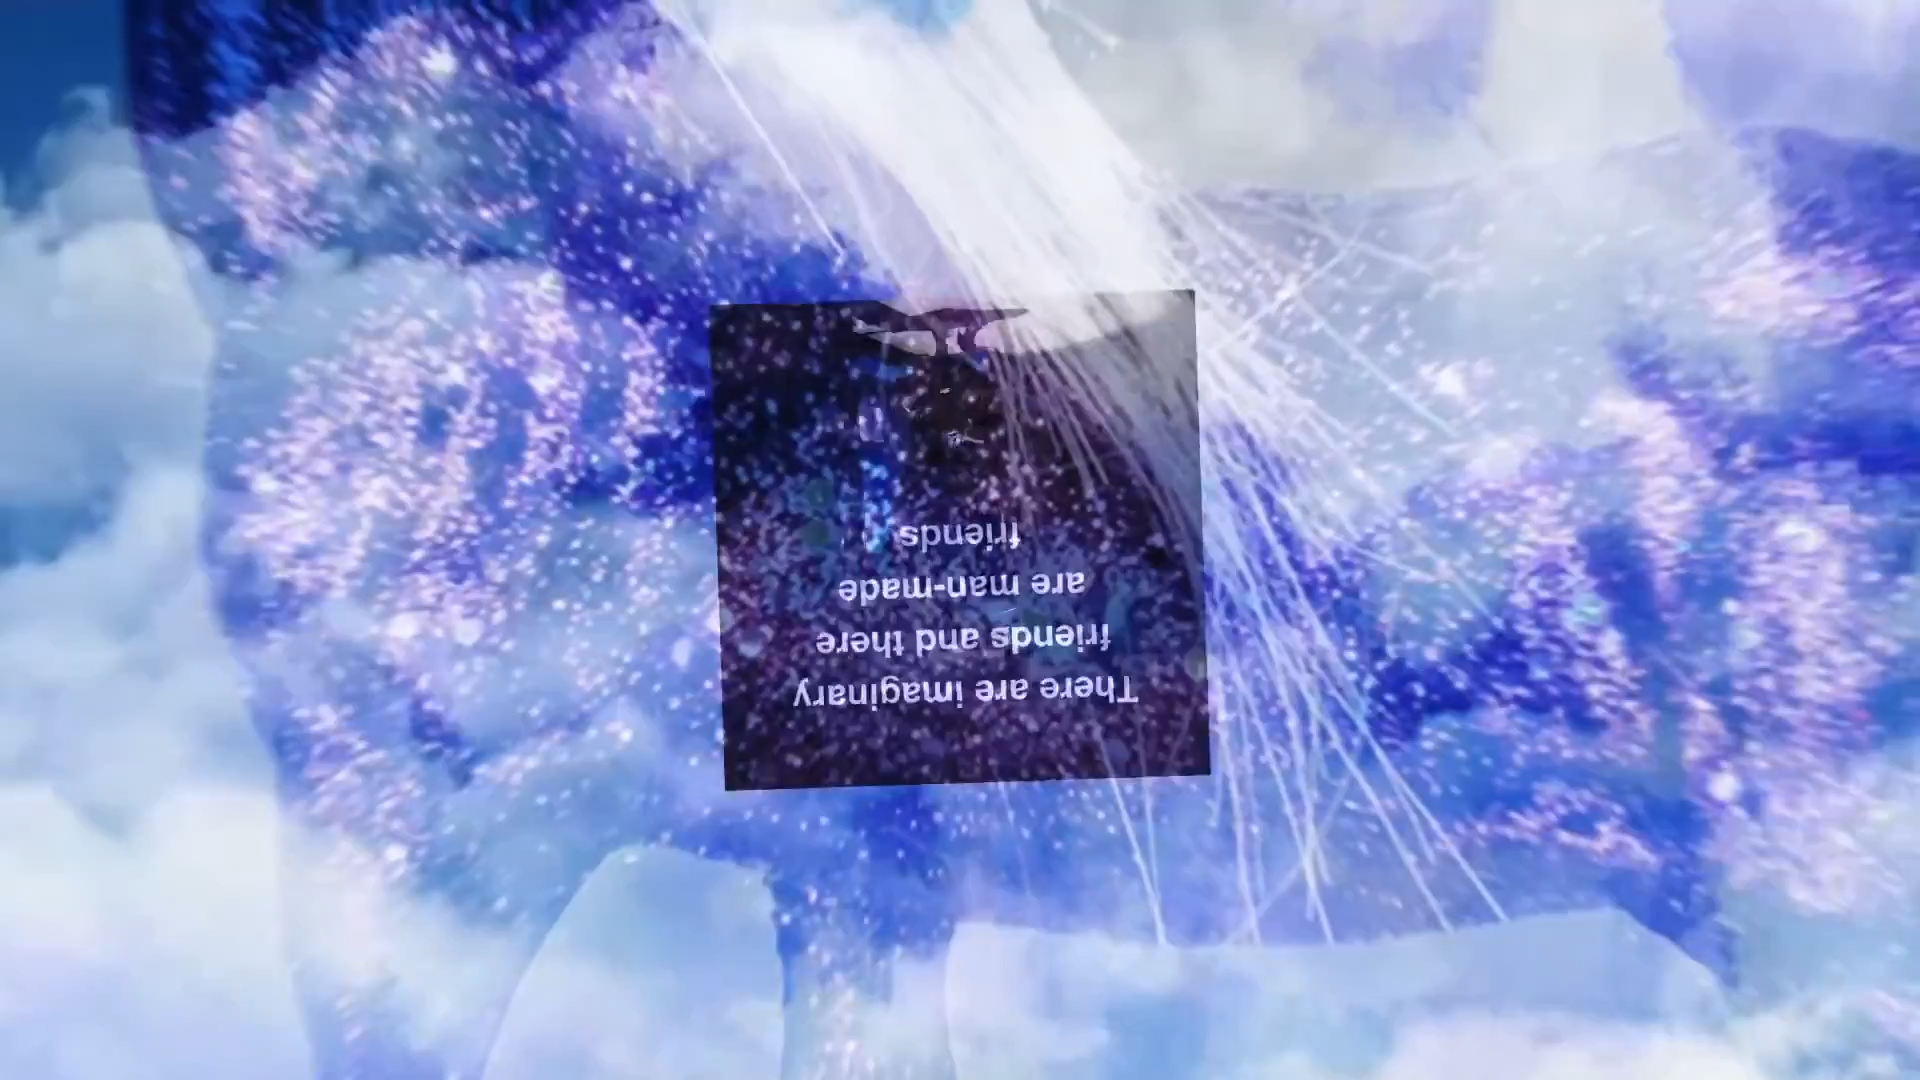 There are imaginary
friends and there
are man-made
friends